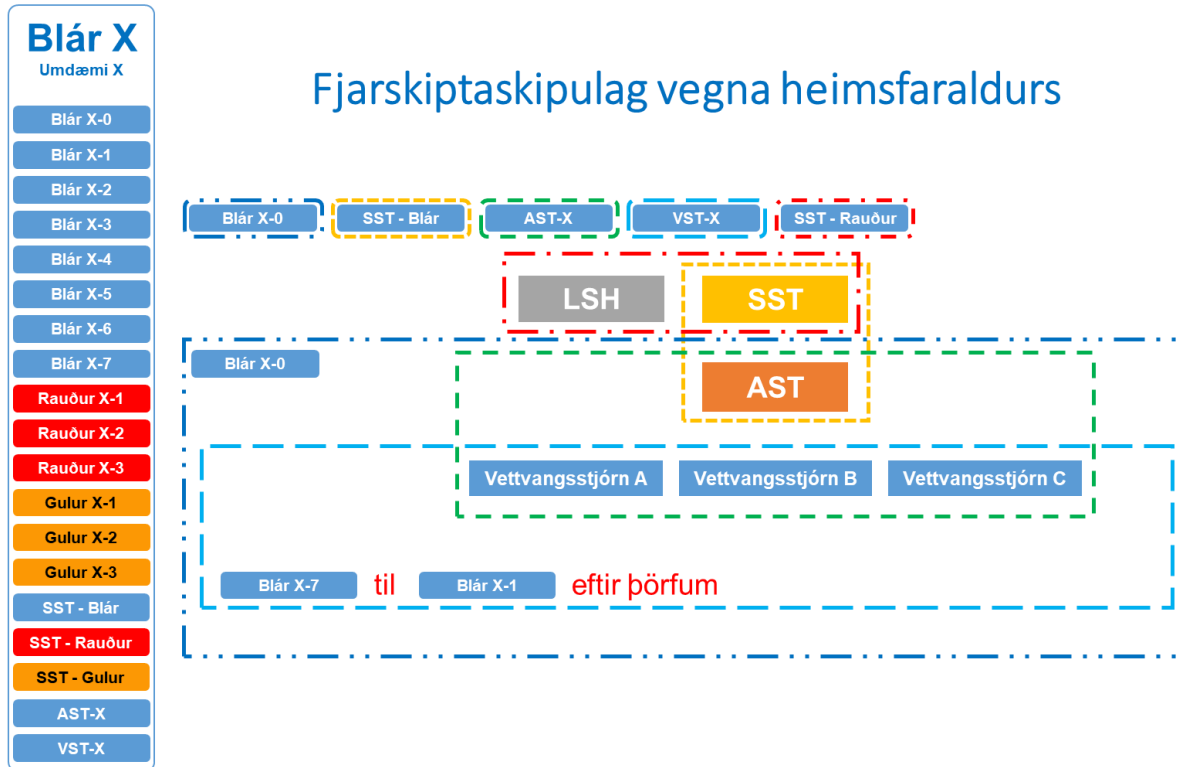 Blár X
Umdæmi X
Blár X-0
Blár X-1
Blár X-2
Blár X-3
Blár X-4
Blár X-5
Blár X-6
Blár X-7
Rauður X-1
Rauður X-2
Rauður X-3
Gulur X-1
Gulur X-2
Gulur X-3
SST - Blár
SST - Rauður
SST - Gulur
AST-X
VST-X
Fjarskiptaskipulag vegna heimsfaraldurs
Blár X-0 SST - Blár AST-X VST-X SST - Rauður
LSH SST
Blár X-0
AST
Vettvangsstjórn A Vettvangsstjórn B Vettvangsstjórn C
Blár X-7 til Blár X-1 eftir þörfum